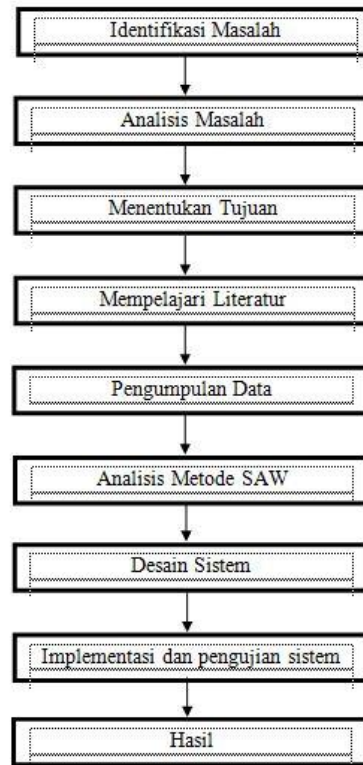 Identifikasi Masalah
Analisis Masalah
Menentukan Tujuan
Mempelajari Literatur
Pengumpulan Data
Analisis Metode SAW
Desain Sistem
Implementasi dan pengujian sistem
Hasil